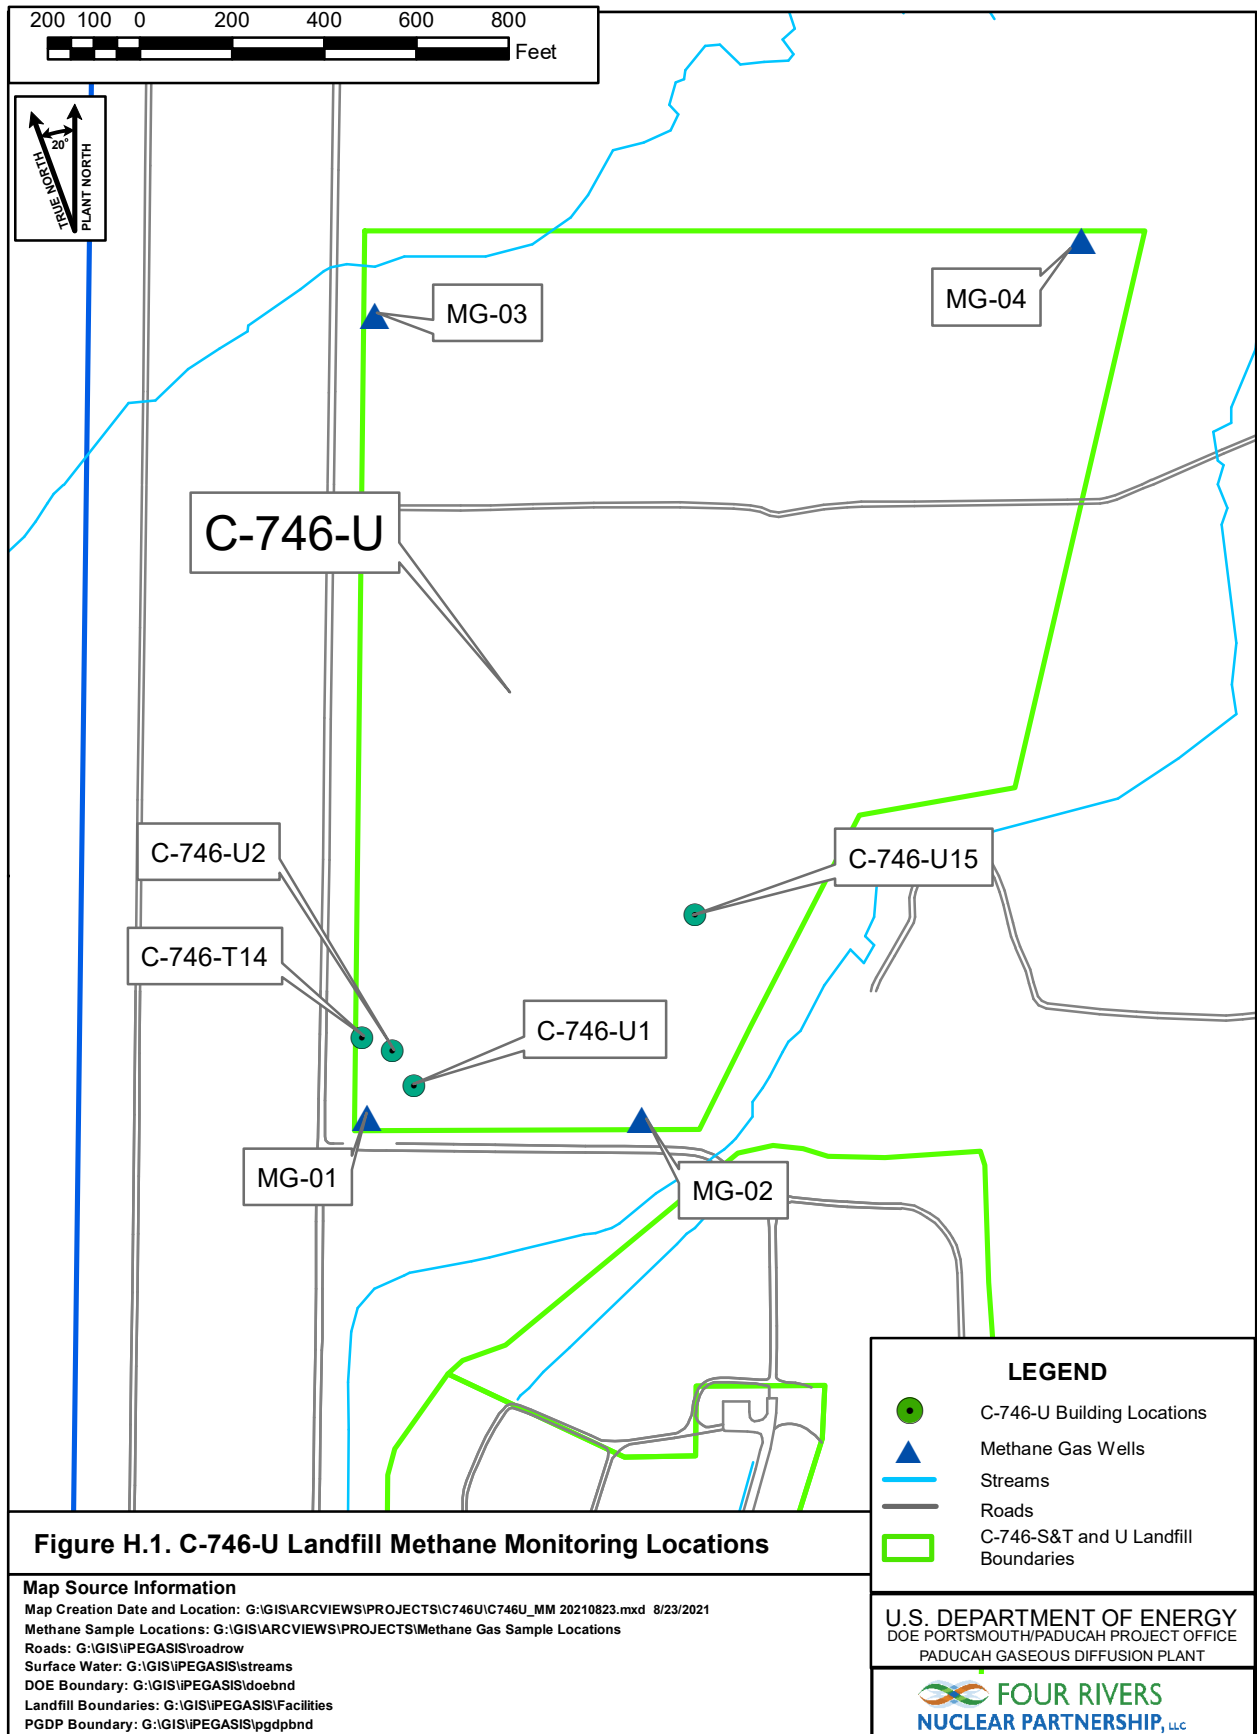 200 100 0 200 400 600 800
Feet
20°
TRUE NORTH
PLANT NORTH
MG-04
MG-03
C-746-U
C-746-U2
C-746-U15
C-746-T14
C-746-U1
MG-01
MG-02
LEGEND
C-746-U Building Locations
Methane Gas Wells
Streams
Roads
C-746-S&T and U Landfill
Boundaries
Figure H.1. C-746-U Landfill Methane Monitoring Locations
Map Source Information
Map Creation Date and Location: G:\GIS\ARCVIEWS\PROJECTS\C746U\C746U_MM 20210823.mxd 8/23/2021
Methane Sample Locations: G:\GIS\ARCVIEWS\PROJECTS\Methane Gas Sample Locations
Roads: G:\GIS\iPEGASIS\roadrow
Surface Water: G:\GIS\iPEGASIS\streams
DOE Boundary: G:\GIS\iPEGASIS\doebnd
Landfill Boundaries: G:\GIS\iPEGASIS\Facilities
PGDP Boundary: G:\GIS\iPEGASIS\pgdpbnd
U.S. DEPARTMENT OF ENERGY
DOE PORTSMOUTH/PADUCAH PROJECT OFFICE
PADUCAH GASEOUS DIFFUSION PLANT
FOUR RIVERS
NUCLEAR PARTNERSHIP, LLC